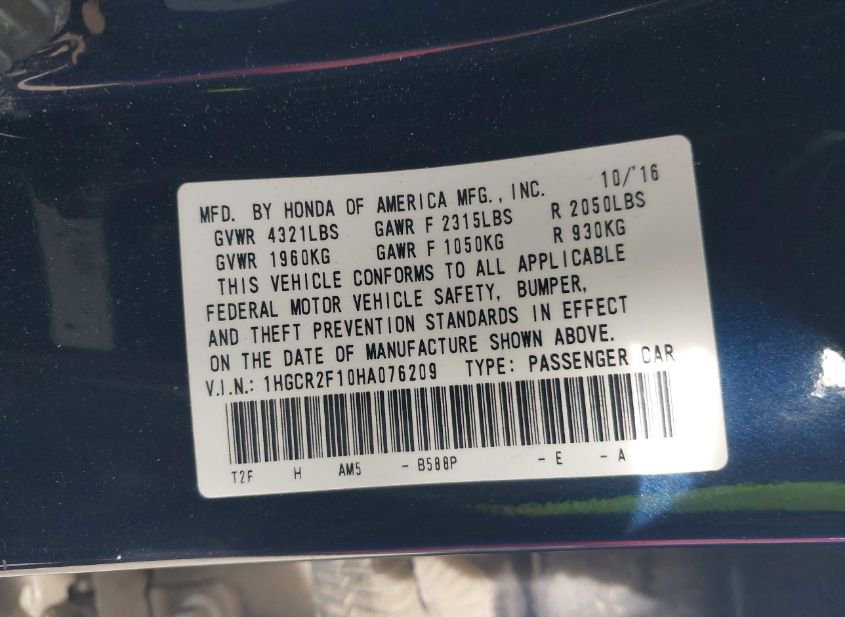 MFD. BY HONDA OF AMERICA MFG., INC. 10/'16
GVWR 4321LBS GAWR F 2315LBS R 2050LBS
GVWR 1960KG GAWR F 1050KG R 930KG
THIS VEHICLE CONFORMS TO ALL APPLICABLE
FEDERAL MOTOR VEHICLE SAFETY, BUMPER,
AND THEFT PREVENTION STANDARDS IN EFFECT
ON THE DATE OF MANUFACTURE SHOWN ABOVE.
V.I.N.: 1HGCR2F10HA076209 TYPE: PASSENGER CAR
T2F H AM5 - B588P - E - A